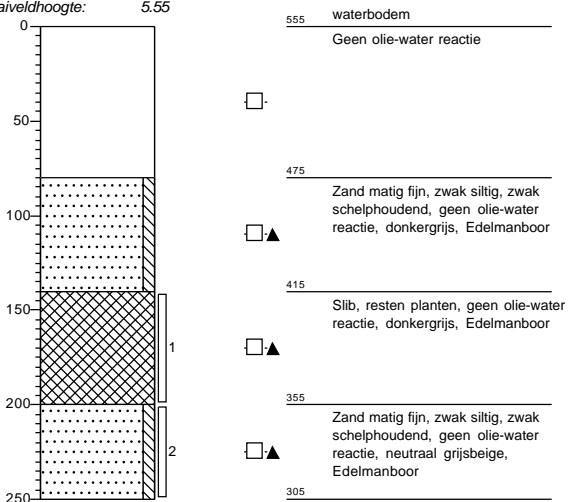 aiveldhoogte: 5.55
0
50
100
150
200
250
1
2
555
waterbodem
Geen olie-water reactie
475
Zand matig fijn, zwak siltig, zwak
schelphoudend, geen olie-water
reactie, donkergrijs, Edelmanboor
415
Slib, resten planten, geen olie-water
reactie, donkergrijs, Edelmanboor
355
Zand matig fijn, zwak siltig, zwak
schelphoudend, geen olie-water
reactie, neutraal grijsbeige,
Edelmanboor
305